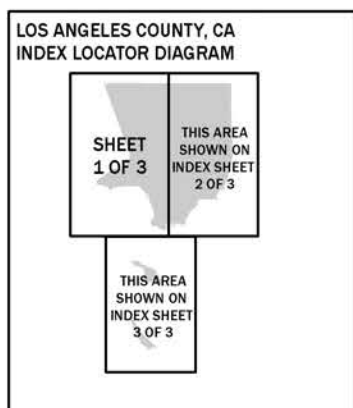 LOS ANGELES COUNTY, CA
INDEX LOCATOR DIAGRAM
SHEET
1 OF 3
THIS AREA
SHOWN ON
INDEX SHEET
2 OF 3
THIS AREA
SHOWN ON
INDEX SHEET
3 OF 3